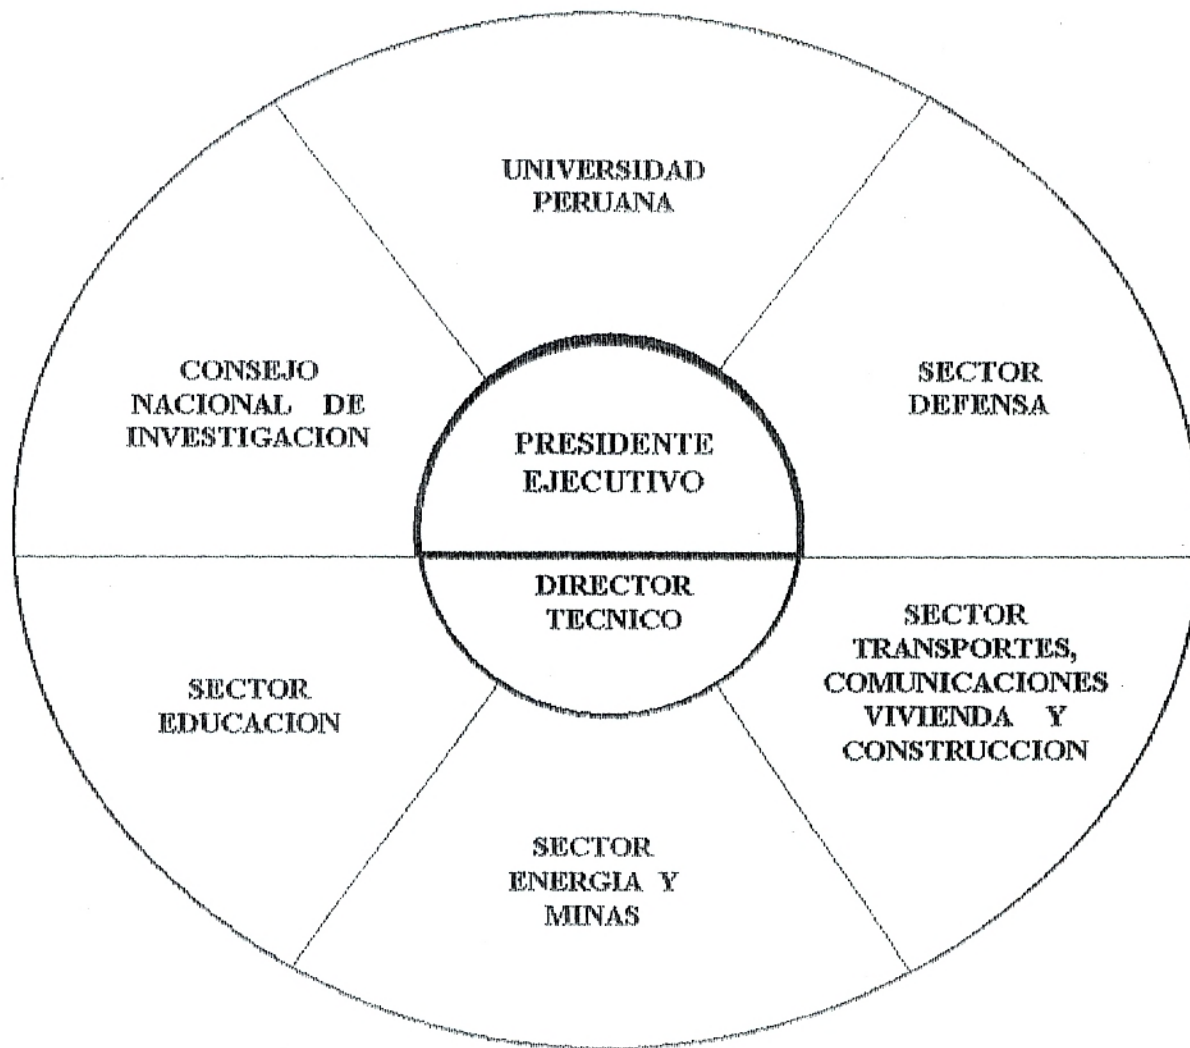 UNIVERSIDAD
PERUANA
CONSEJO
NACIONAL DE
INVESTIGACION
SECTOR
DEFENSA
PRESIDENTE
EJECUTIVO
DIRECTOR
TECNICO
SECTOR
EDUCACION
SECTOR
TRANSPORTES,
COMUNICACIONES
VIVIENDA Y
CONSTRUCCION
SECTOR
ENERGIA Y
MINAS